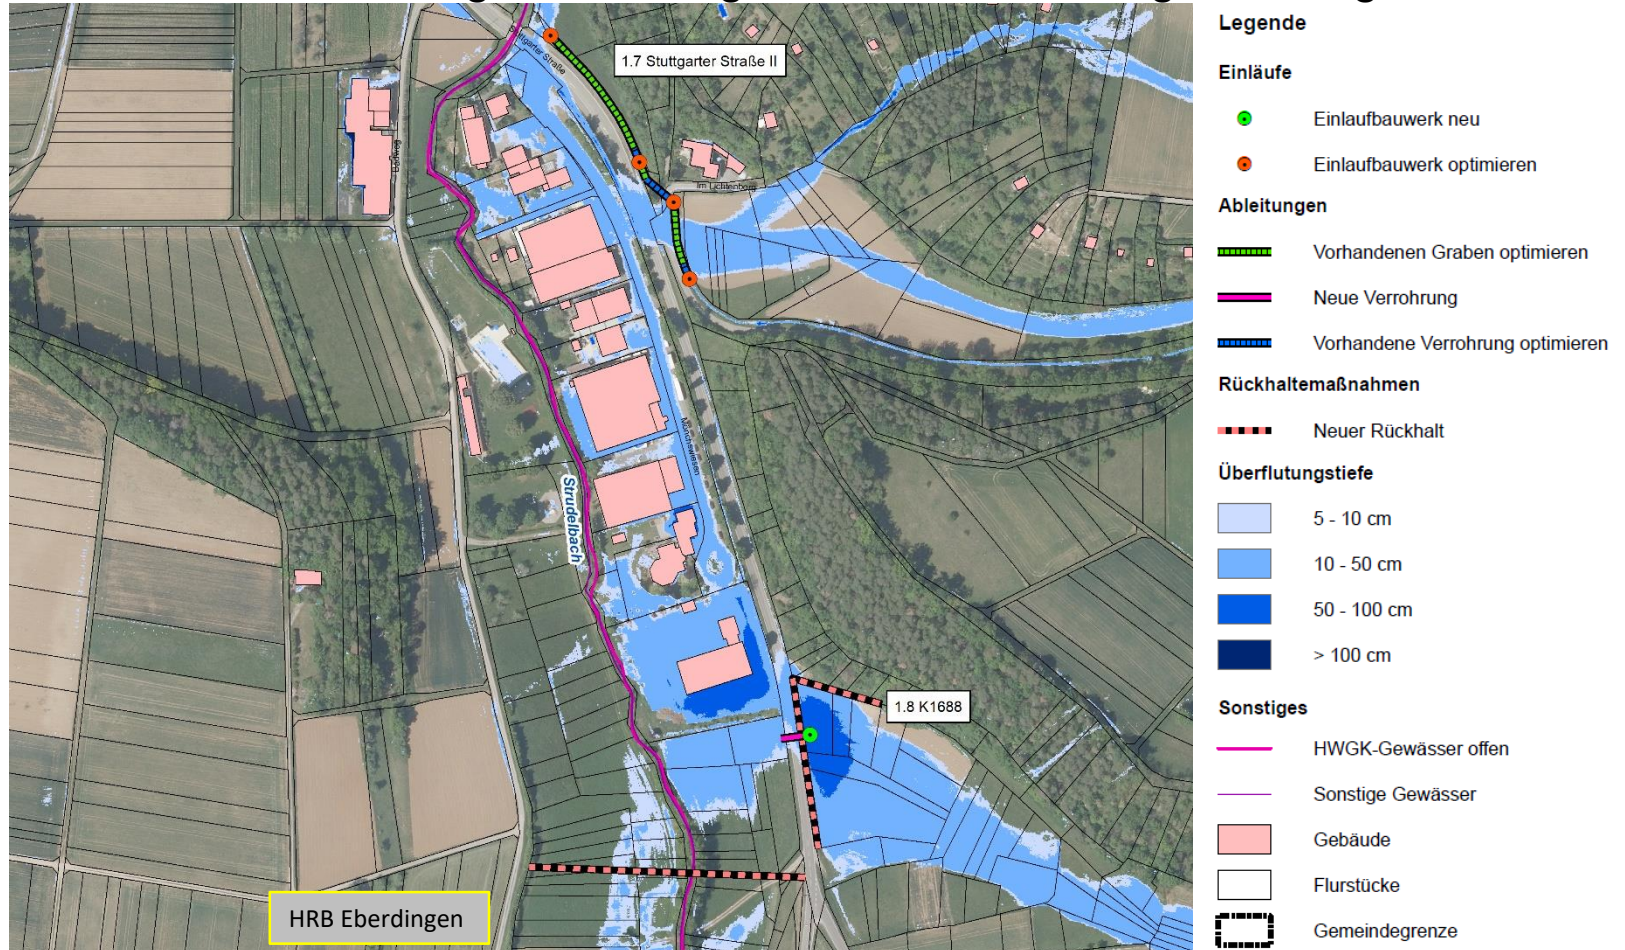 Stuttgarter Straße
1.7 Stuttgarter Straße II
Im Lichtenberg
Mönchswiesen
Strudelbach
1.8 K1688
HRB Eberdingen
Legende
Einläufe
Einlaufbauwerk neu
Einlaufbauwerk optimieren
Ableitungen
Vorhandenen Graben optimieren
Neue Verrohrung
Vorhandene Verrohrung optimieren
Rückhaltemaßnahmen
Neuer Rückhalt
Überflutungstiefe
5 - 10 cm
10 - 50 cm
50 - 100 cm
> 100 cm
Sonstiges
HWGK-Gewässer offen
Sonstige Gewässer
Gebäude
Flurstücke
Gemeindegrenze